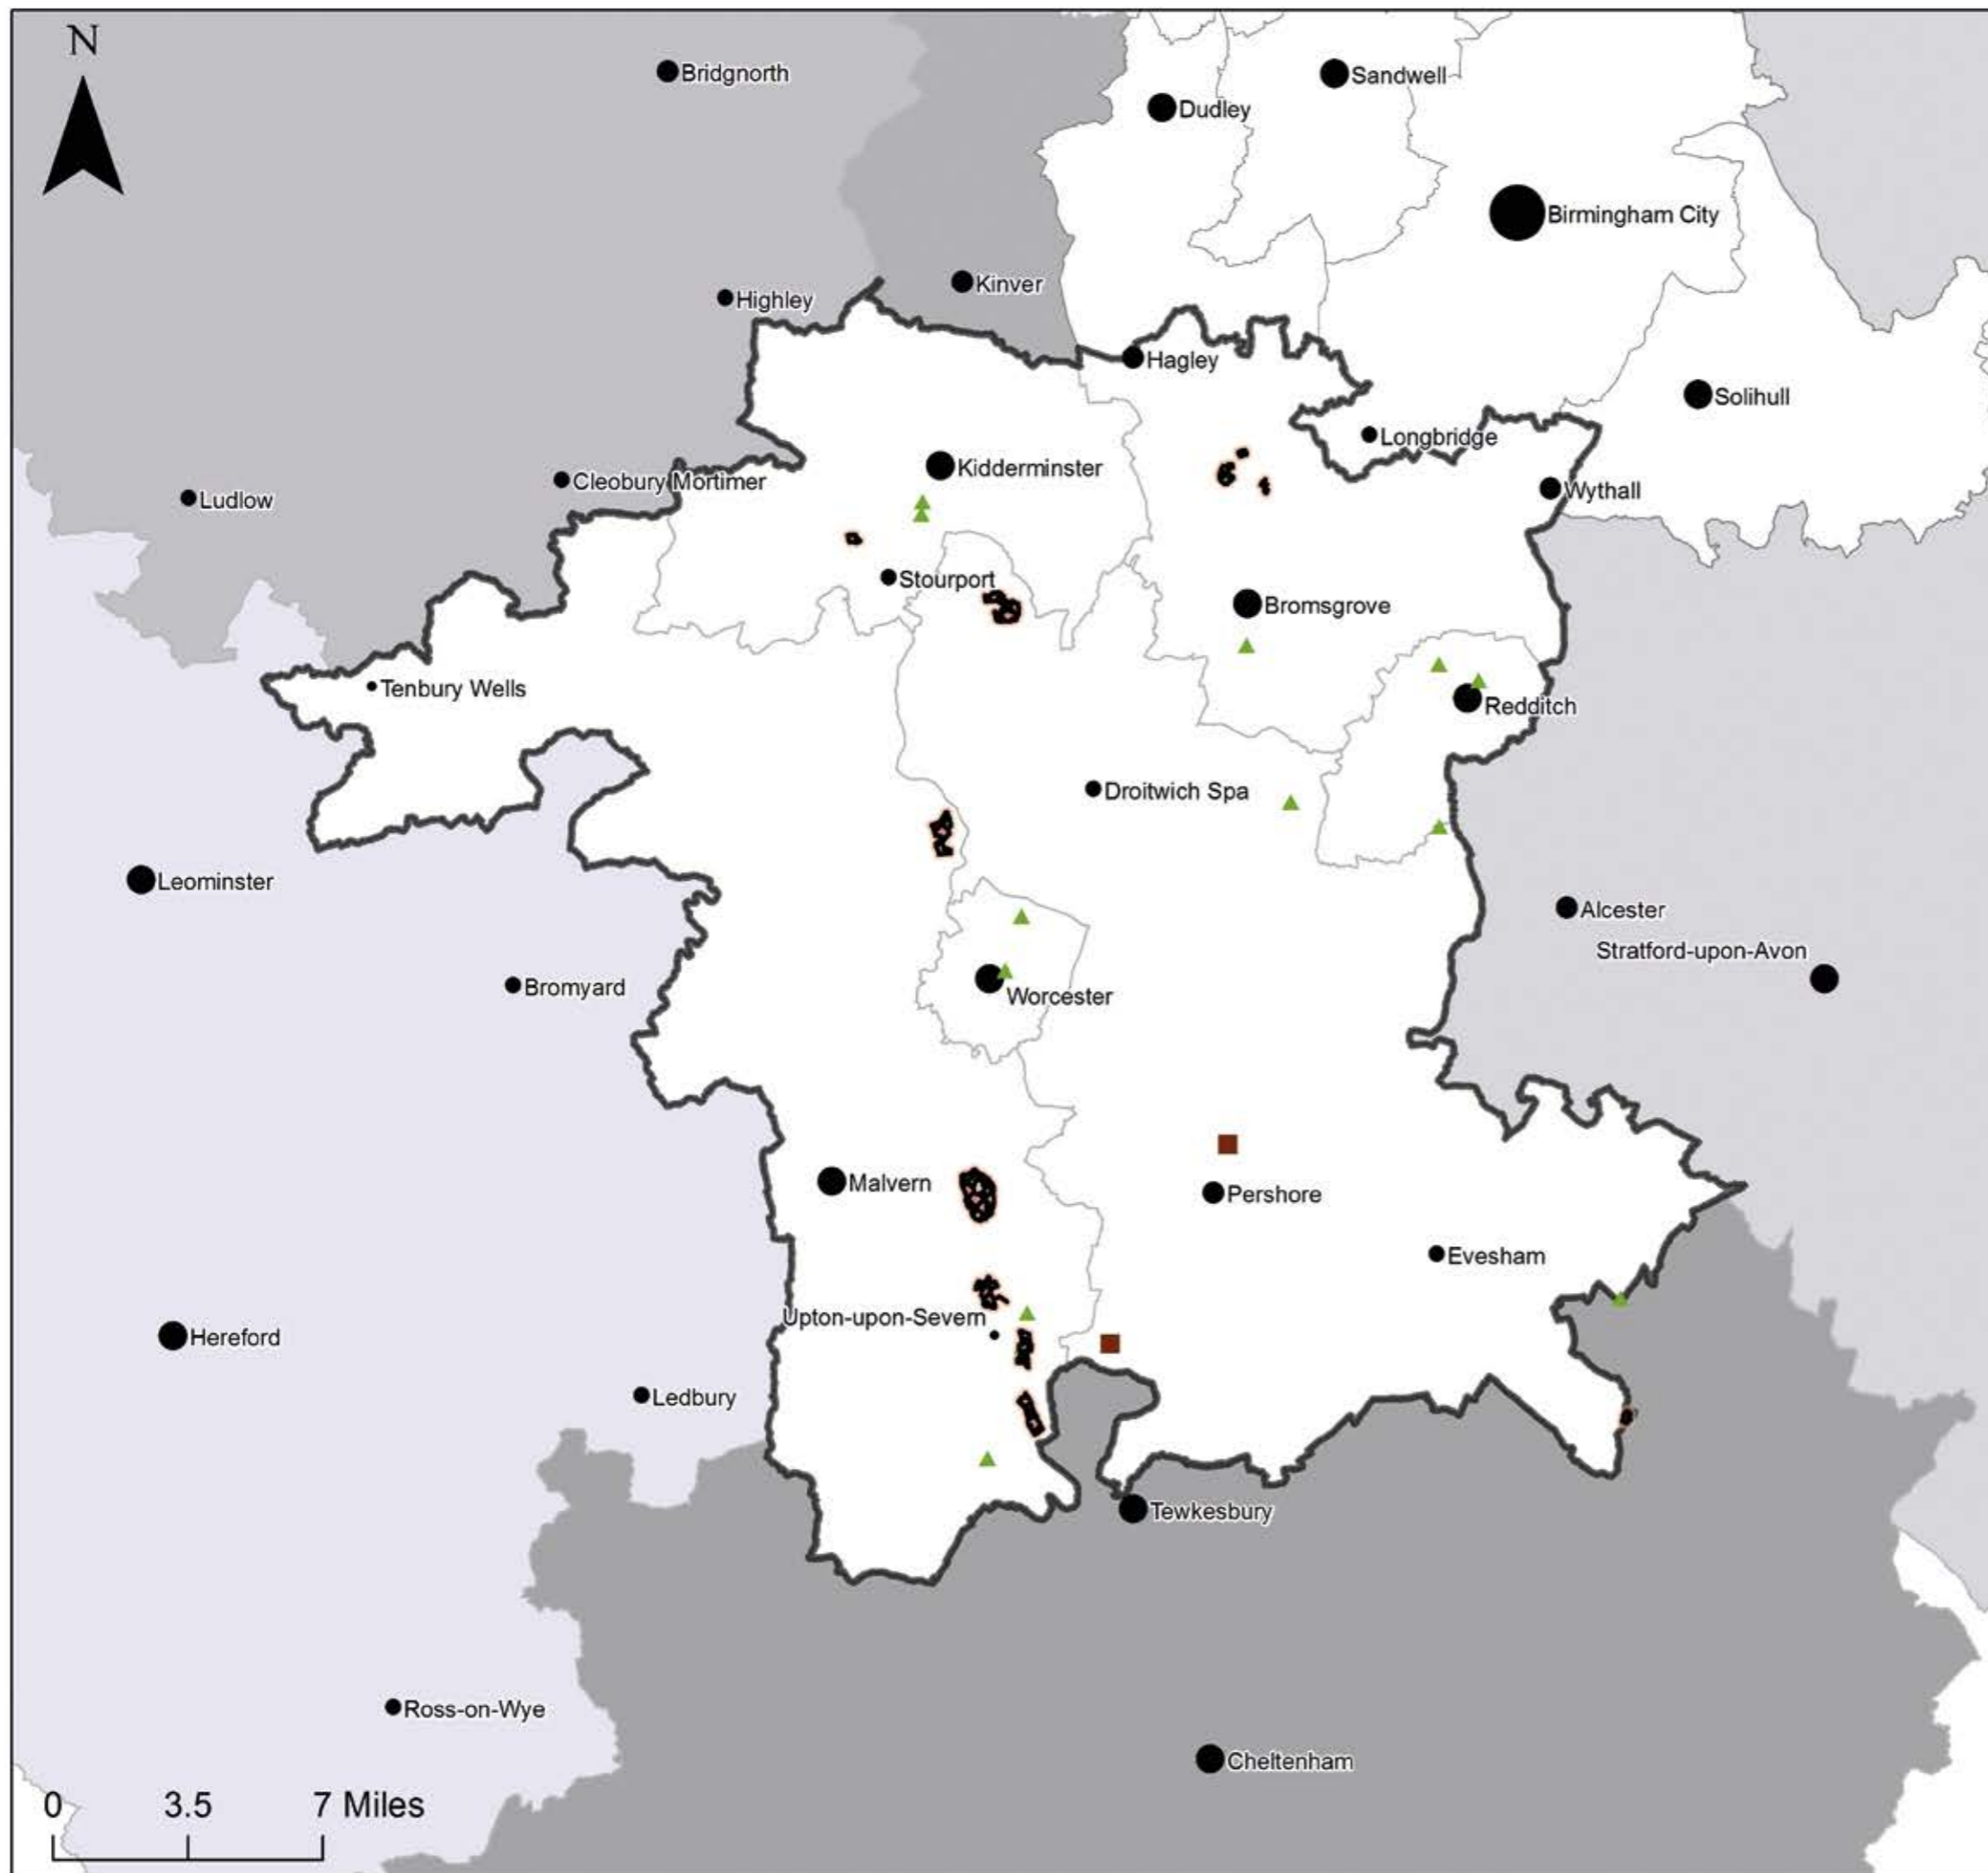 N
Bridgnorth
Sandwell
Dudley
Birmingham City
Kinver
Highley
Hagley
Solihull
Longbridge
Kidderminster
Cleobury Mortimer
Wythall
Ludlow
Stourport
Bromsgrove
Tenbury Wells
Redditch
Droitwich Spa
Leominster
Alcester
Stratford-upon-Avon
Bromyard
Worcester
Malvern
Pershore
Evesham
Upton-upon-Severn
Hereford
Ledbury
Tewkesbury
Ross-on-Wye
Cheltenham
0 3.5 7 Miles